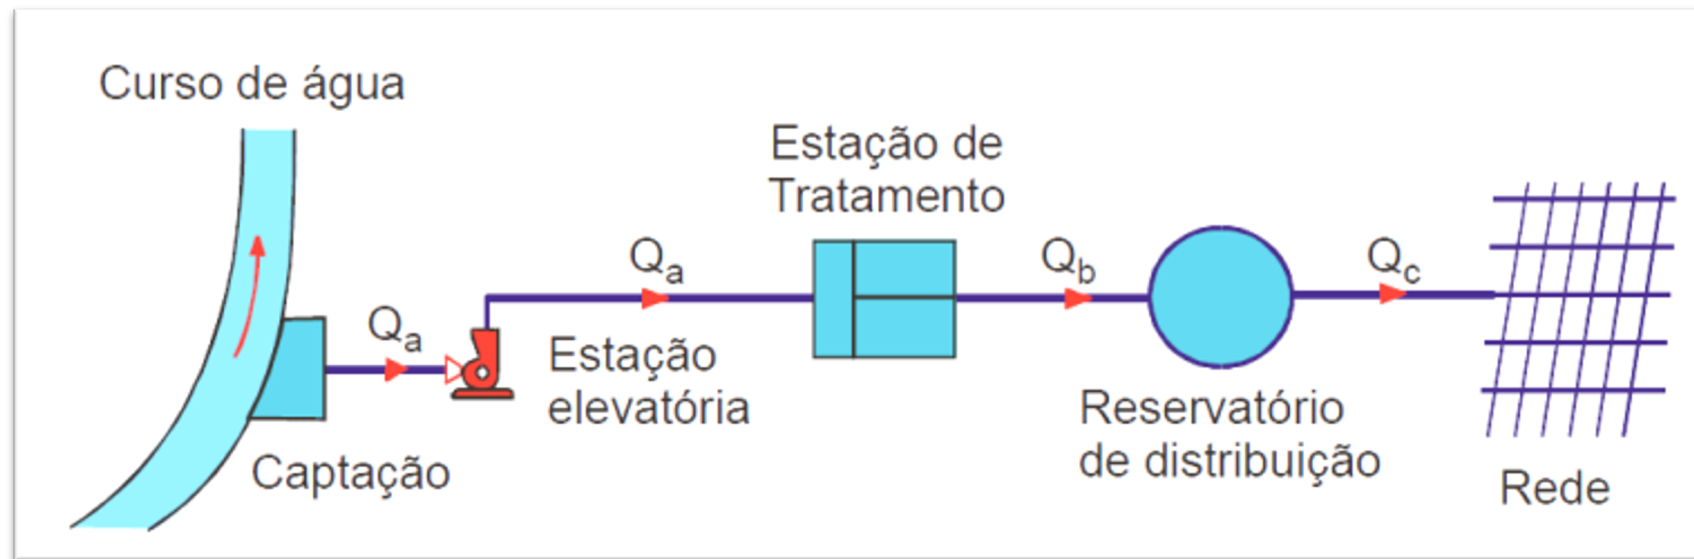 Curso de água
Estação de
Tratamento
Qa
Qb
Qc
Qa
Estação
elevatória
Reservatório
de distribuição
Captação
Rede